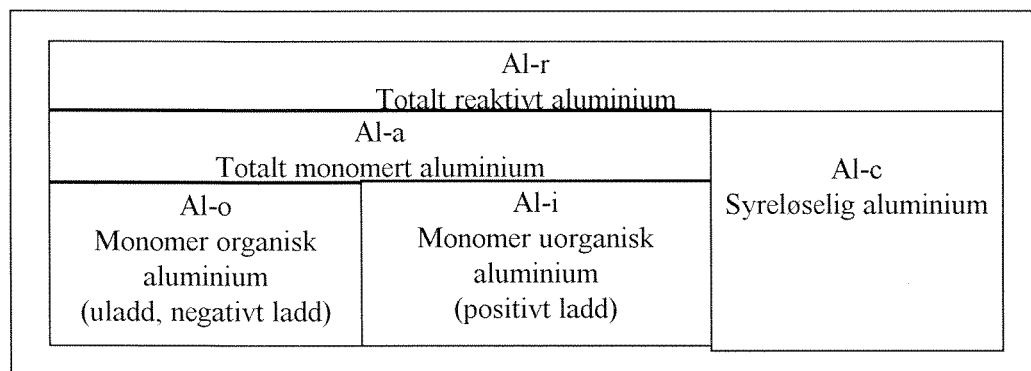 Al-r
Totalt reaktivt aluminium
Al-a
Totalt monomert aluminium
Al-c
Syreløselig aluminium
Al-o
Monomer organisk
aluminium
(uladd, negativt ladd)
Al-i
Monomer uorganisk
aluminium
(positivt ladd)